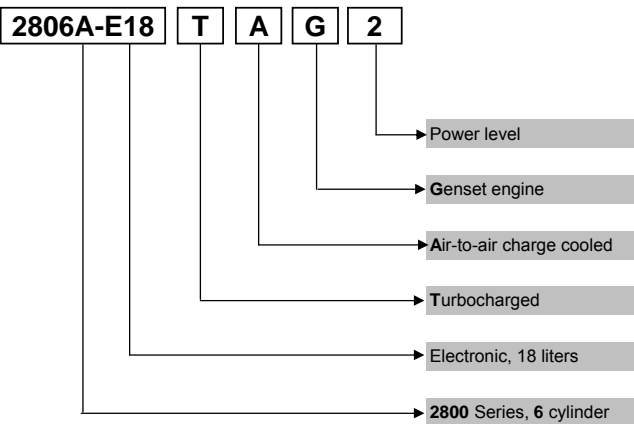 2806A-E18 T A G 2
Power level
Genset engine
Air-to-air charge cooled
Turbocharged
Electronic, 18 liters
2800 Series, 6 cylinder